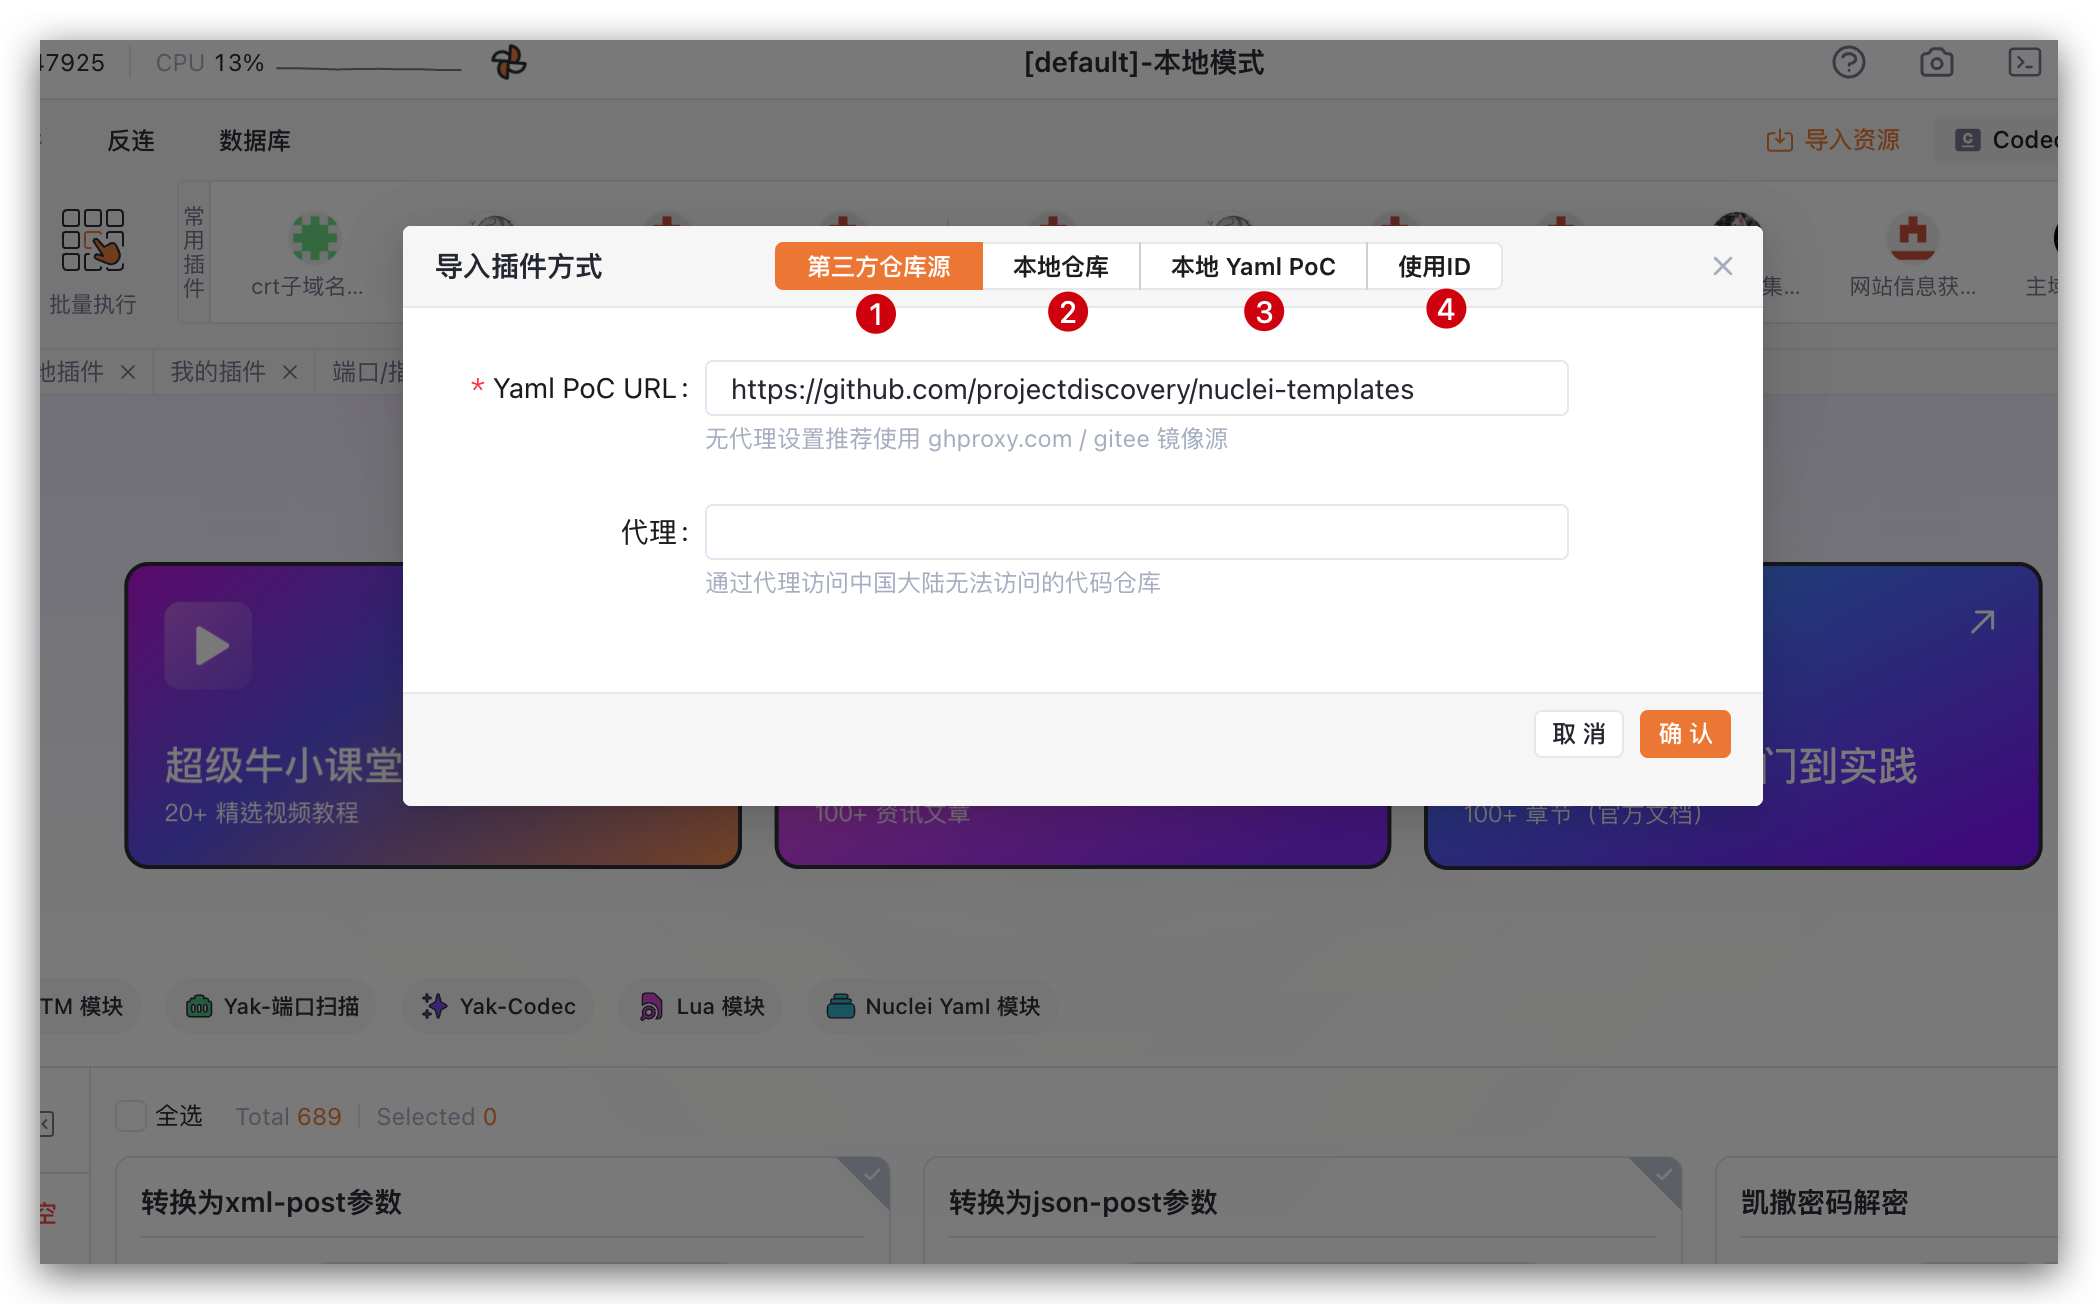 47925
CPU 13%
[default]-本地模式
反连
数据库
导入资源
批量执行
常用插件
crt子域名...
集...
网站信息获...
导入插件方式
第三方仓库源
本地仓库
本地 Yaml PoC
使用ID
1
2
3
4
地插件
我的插件
端口/指
* Yaml PoC URL:
https://github.com/projectdiscovery/nuclei-templates
无代理设置推荐使用 ghproxy.com / gitee 镜像源
代理:
通过代理访问中国大陆无法访问的代码仓库
取 消
确 认
超级牛小课堂
20+ 精选视频教程
100+ 资讯文章
门到实践
100+ 章节（官方文档）
TM 模块
Yak-端口扫描
Yak-Codec
Lua 模块
Nuclei Yaml 模块
全选
Total 689
Selected 0
空
转换为xml-post参数
转换为json-post参数
凯撒密码解密